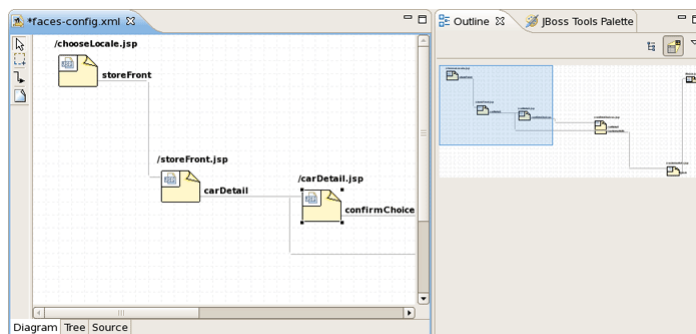 *faces-config.xml
Outline
JBoss Tools Palette
/chooseLocale.jsp
storeFront
/storeFront.jsp
carDetail
/carDetail.jsp
confirmChoice
Diagram
Tree
Source